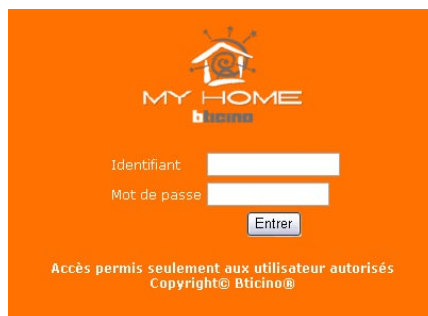 MY HOME
bticino
Identifiant
Mot de passe
Entrer
Accès permis seulement aux utilisateur autorisés
Copyright© Bticino®